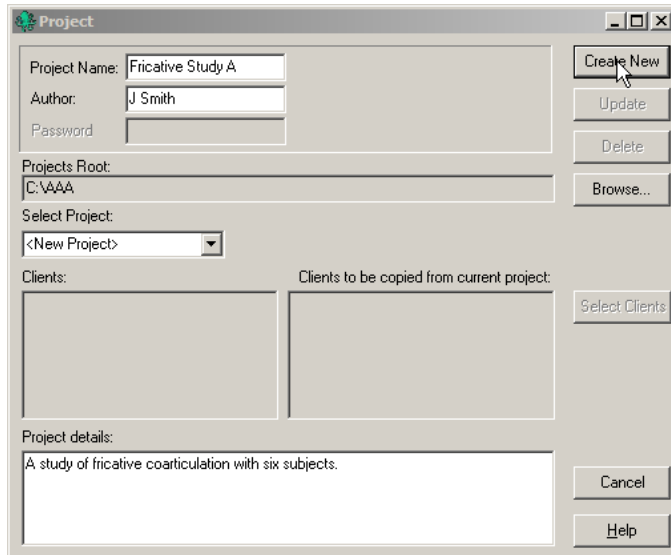 Project
Project Name: Fricative Study A
Create New
Author: J Smith
Update
Password
Delete
Projects Root:
C:\AAA
Browse...
Select Project:
<New Project>
Clients:
Clients to be copied from current project:
Select Clients
Project details:
A study of fricative coarticulation with six subjects.
Cancel
Help